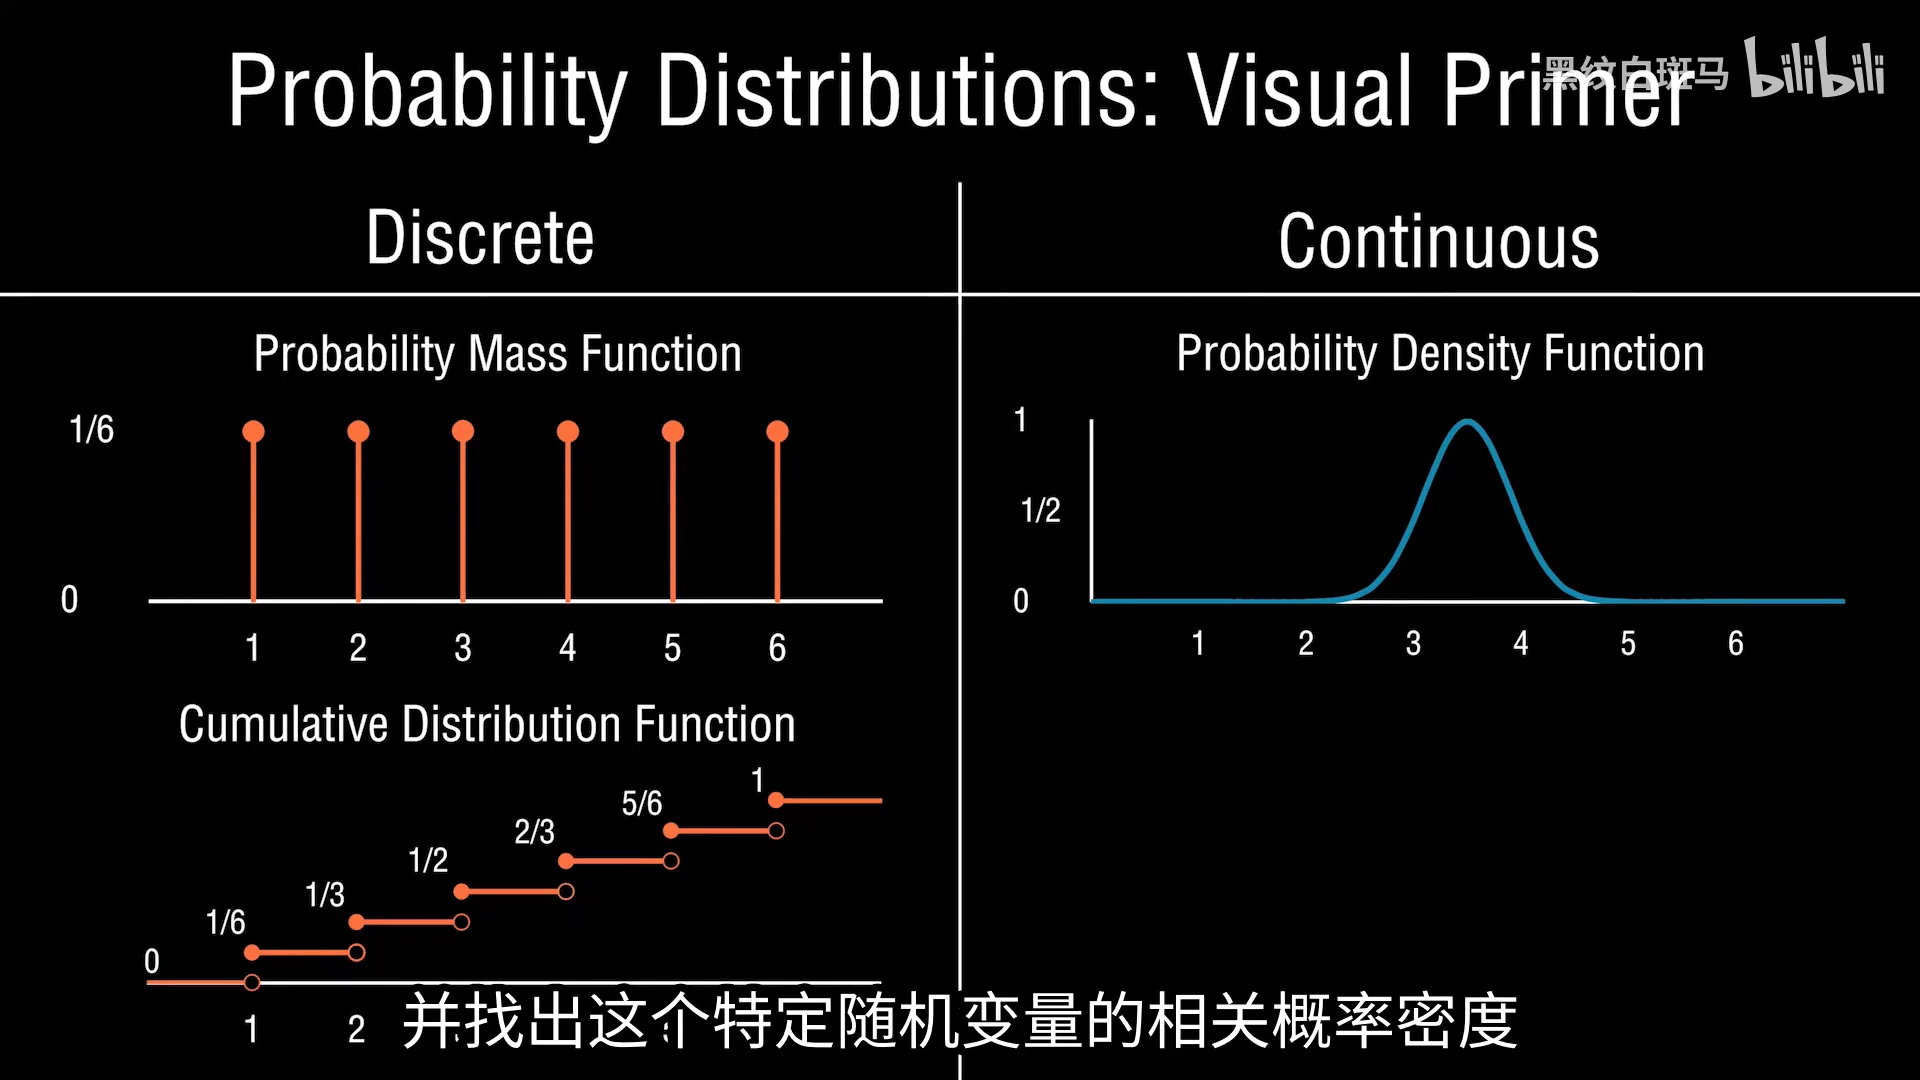 Probability Distributions: Visual Primer
黑纹白斑马 bilibili
Discrete
Continuous
Probability Mass Function
1/6
0
1 2 3 4 5 6
Cumulative Distribution Function
0 1/6 1/3 1/2 2/3 5/6 1
1 2
Probability Density Function
1
1/2
0
1 2 3 4 5 6
并找出这个特定随机变量的相关概率密度